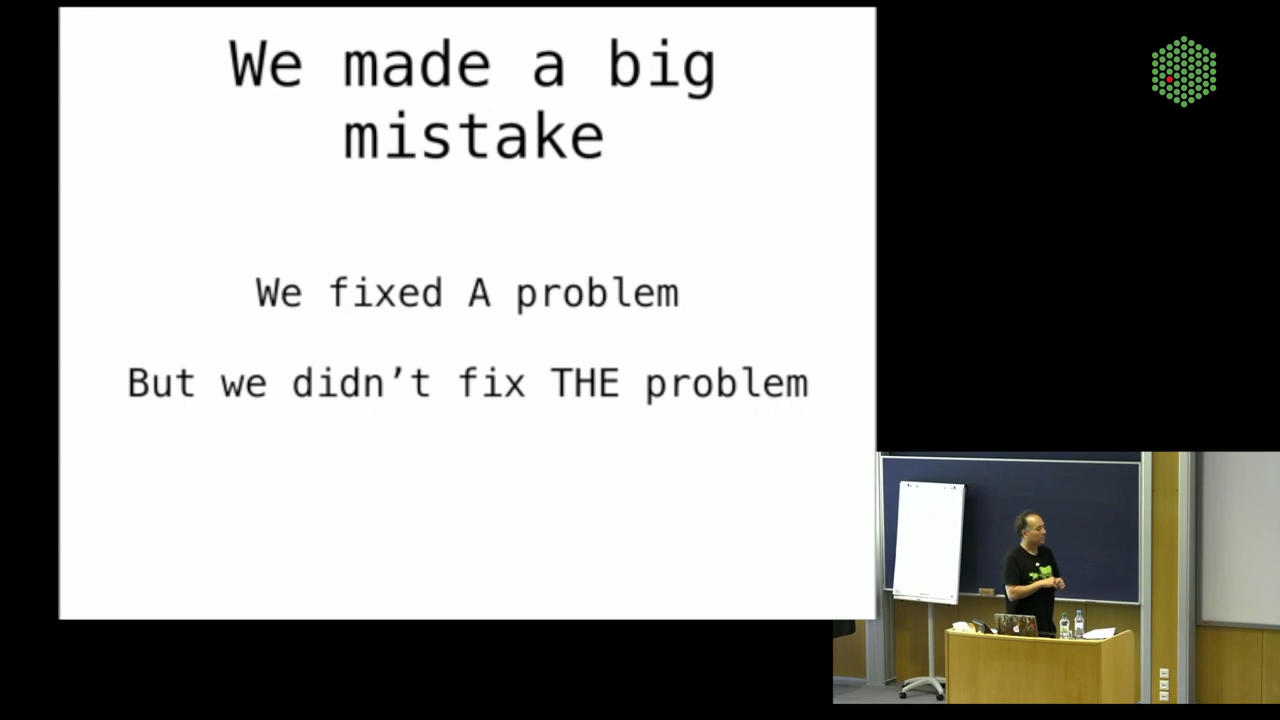 We made a big
mistake
We fixed A problem
But we didn’t fix THE problem